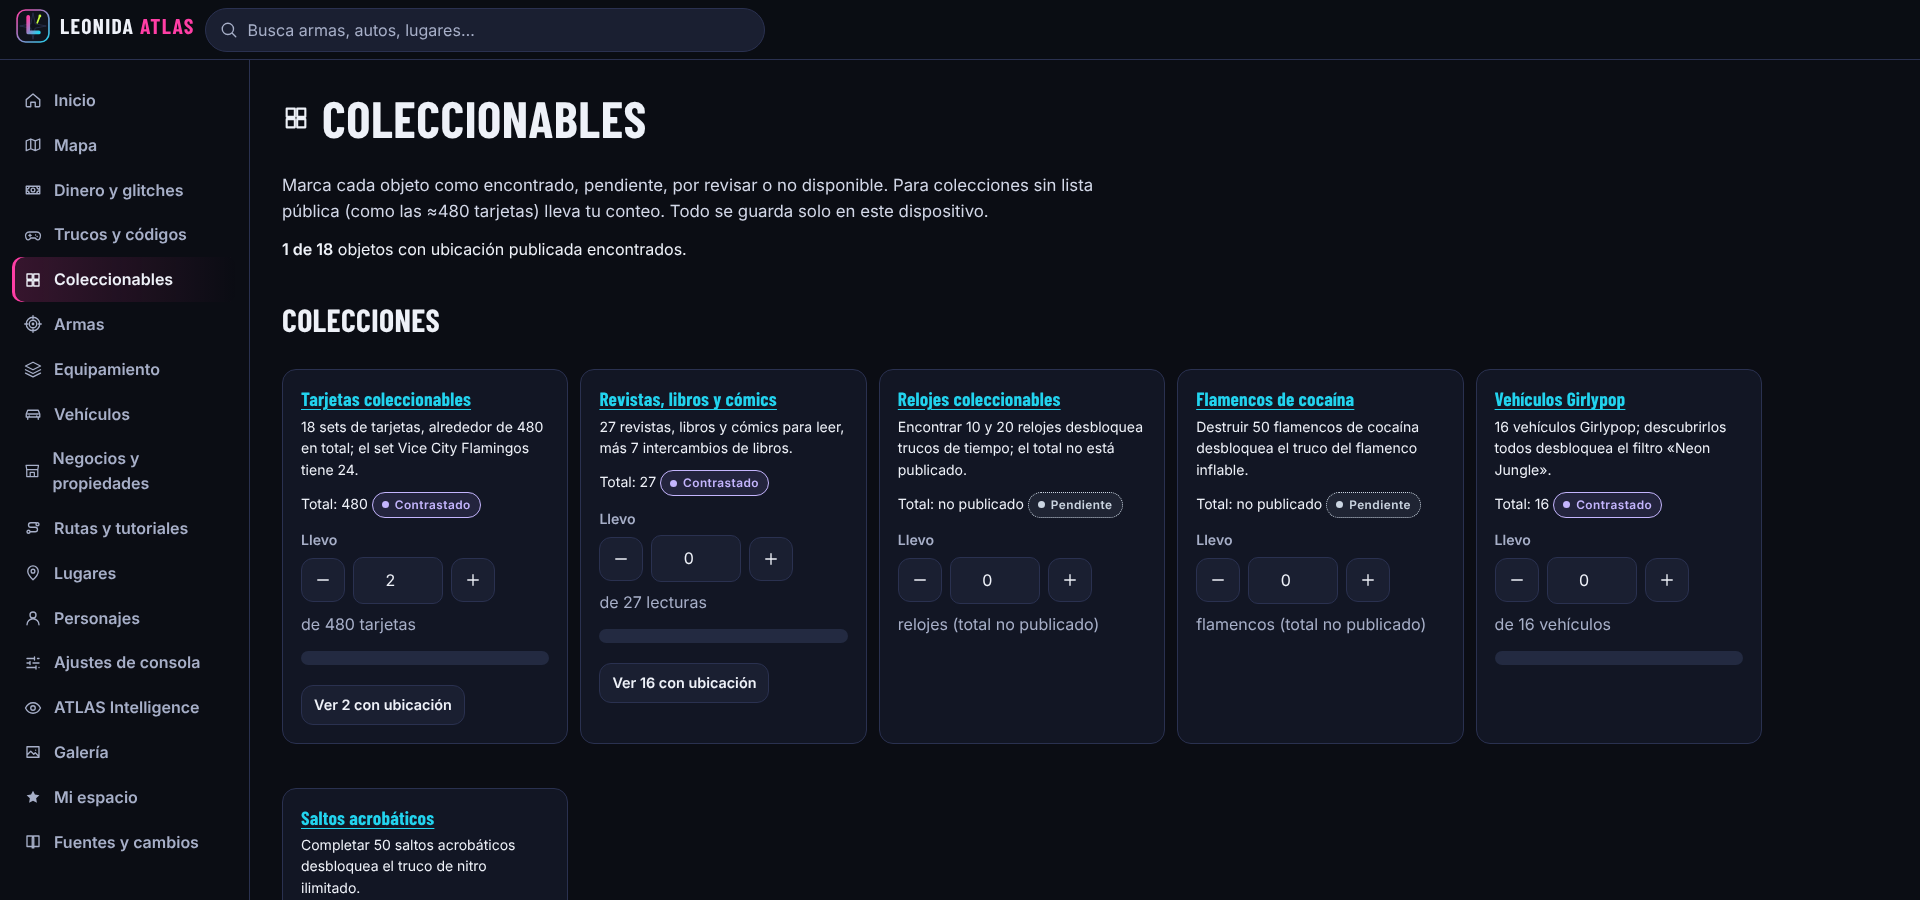 LEONIDA ATLAS
Busca armas, autos, lugares...
Inicio
Mapa
Dinero y glitches
Trucos y códigos
Coleccionables
Armas
Equipamiento
Vehículos
Negocios y
propiedades
Rutas y tutoriales
Lugares
Personajes
Ajustes de consola
ATLAS Intelligence
Galería
Mi espacio
Fuentes y cambios
COLECCIONABLES
Marca cada objeto como encontrado, pendiente, por revisar o no disponible. Para colecciones sin lista
pública (como las ≈480 tarjetas) lleva tu conteo. Todo se guarda solo en este dispositivo.
1 de 18 objetos con ubicación publicada encontrados.
COLECCIONES
Tarjetas coleccionables
18 sets de tarjetas, alrededor de 480
en total; el set Vice City Flamingos
tiene 24.
Total: 480 Contrastado
Llevo
− 2 +
de 480 tarjetas
Ver 2 con ubicación
Revistas, libros y cómics
27 revistas, libros y cómics para leer,
más 7 intercambios de libros.
Total: 27 Contrastado
Llevo
− 0 +
de 27 lecturas
Ver 16 con ubicación
Relojes coleccionables
Encontrar 10 y 20 relojes desbloquea
trucos de tiempo; el total no está
publicado.
Total: no publicado Pendiente
Llevo
− 0 +
relojes (total no publicado)
Flamencos de cocaína
Destruir 50 flamencos de cocaína
desbloquea el truco del flamenco
inflable.
Total: no publicado Pendiente
Llevo
− 0 +
flamencos (total no publicado)
Vehículos Girlypop
16 vehículos Girlypop; descubrirlos
todos desbloquea el filtro «Neon
Jungle».
Total: 16 Contrastado
Llevo
− 0 +
de 16 vehículos
Saltos acrobáticos
Completar 50 saltos acrobáticos
desbloquea el truco de nitro
ilimitado.